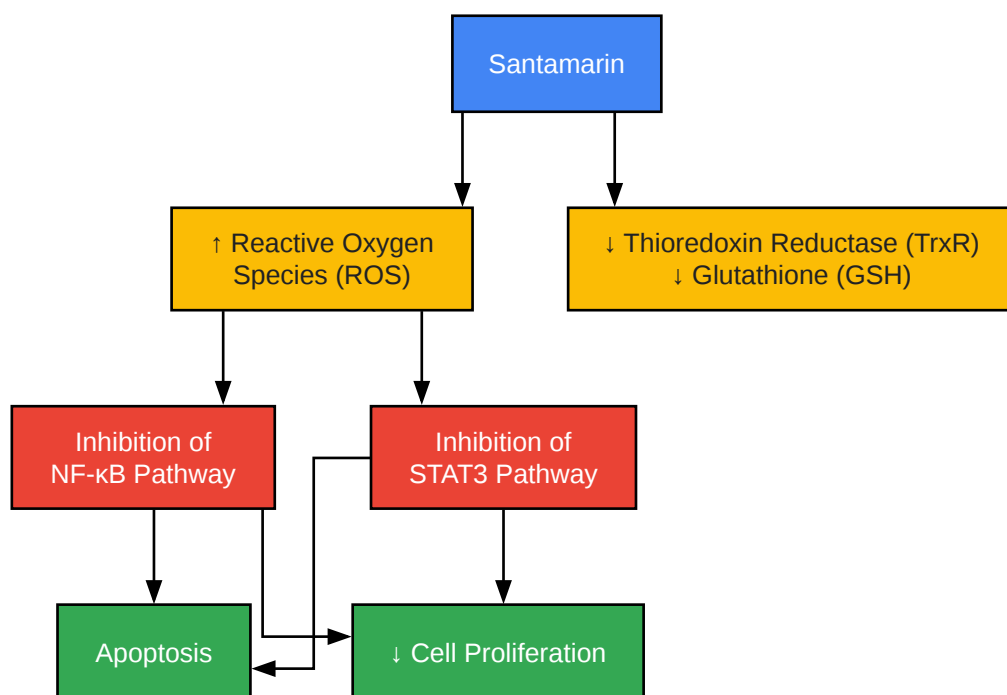 Santamarin
↑ Reactive Oxygen
Species (ROS)
↓ Thioredoxin Reductase (TrxR)
↓ Glutathione (GSH)
Inhibition of
NF-κB Pathway
Inhibition of
STAT3 Pathway
Apoptosis
↓ Cell Proliferation